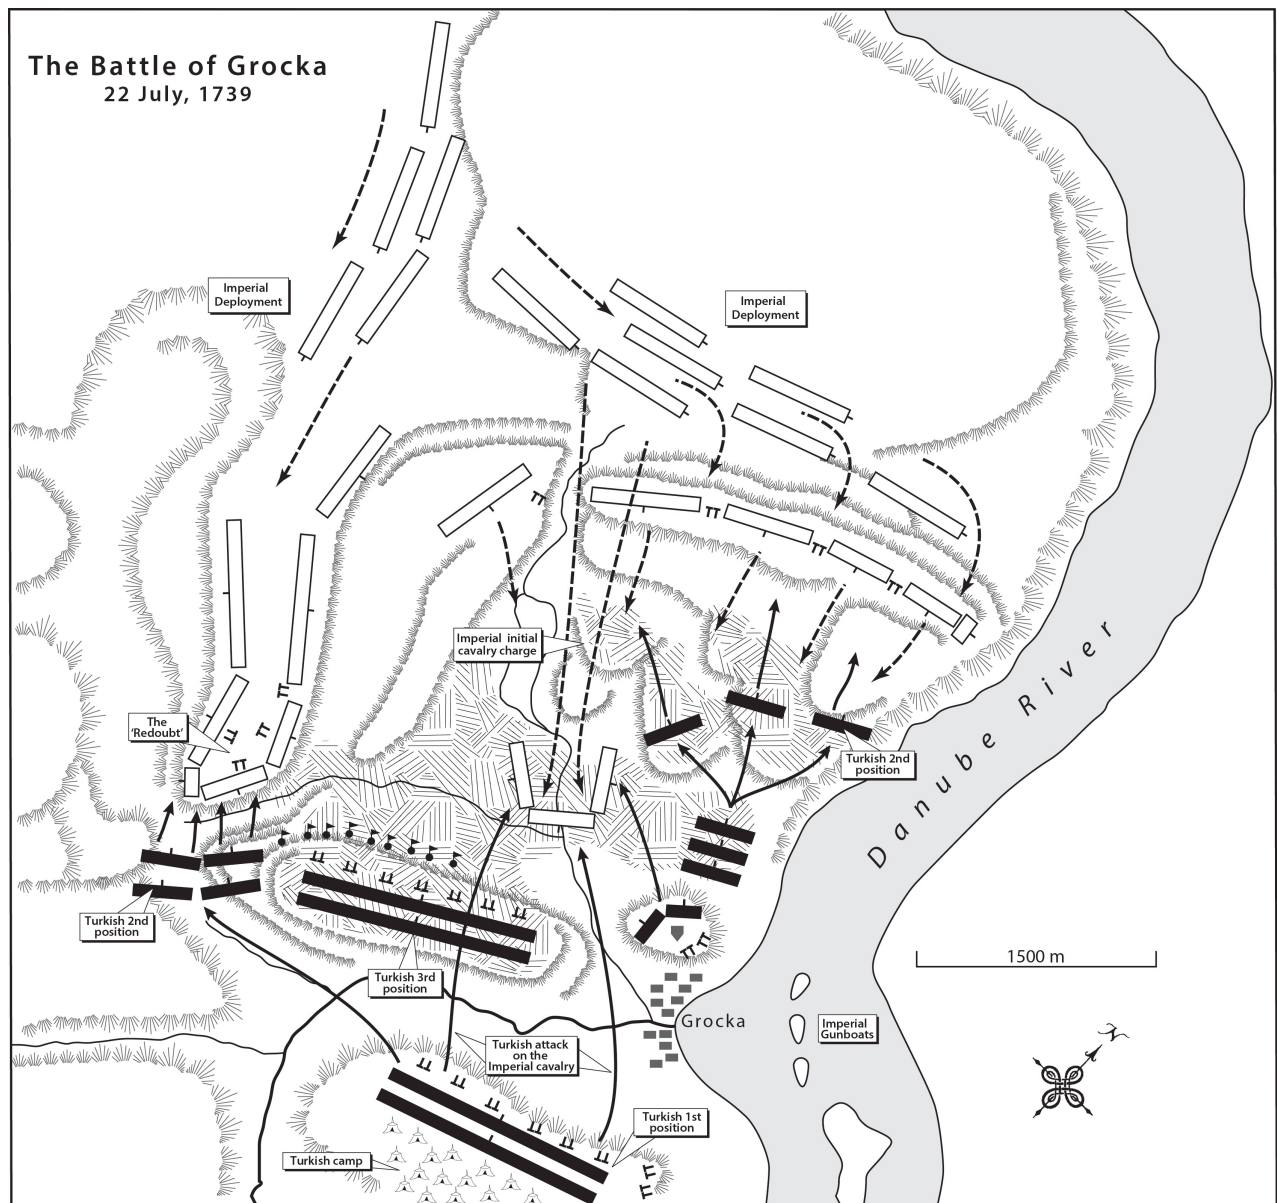 The Battle of Grocka
22 July, 1739
Imperial
Deployment
Imperial
Deployment
Imperial initial
cavalry charge
The
'Redoubt'
Turkish 2nd
position
Danube River
Turkish 2nd
position
Turkish 3rd
position
1500 m
Grocka
Imperial
Gunboats
N
Turkish attack
on the
Imperial cavalry
Turkish 1st
position
Turkish camp